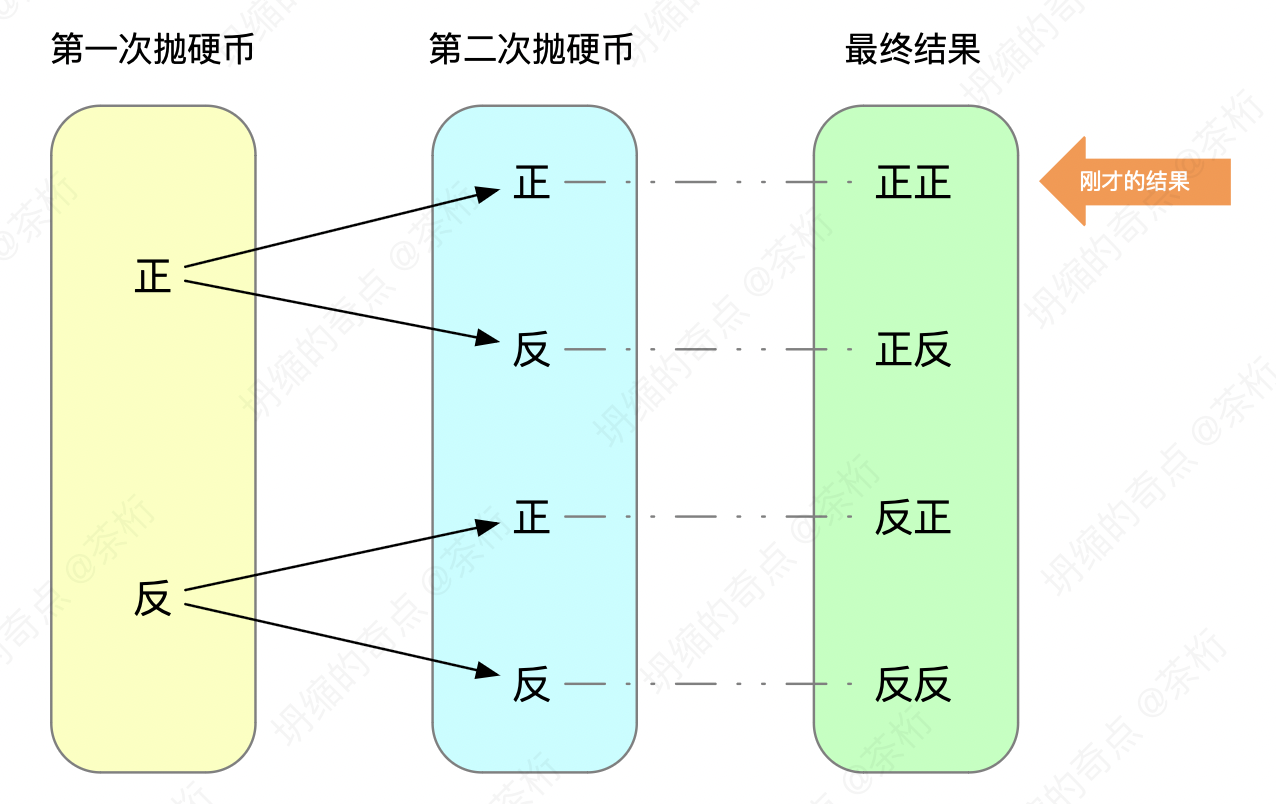 第一次抛硬币 第二次抛硬币 最终结果
正 正正 刚才的结果
正
反 正反
正 反正
反
反 反反
坍缩的奇点 @茶桁